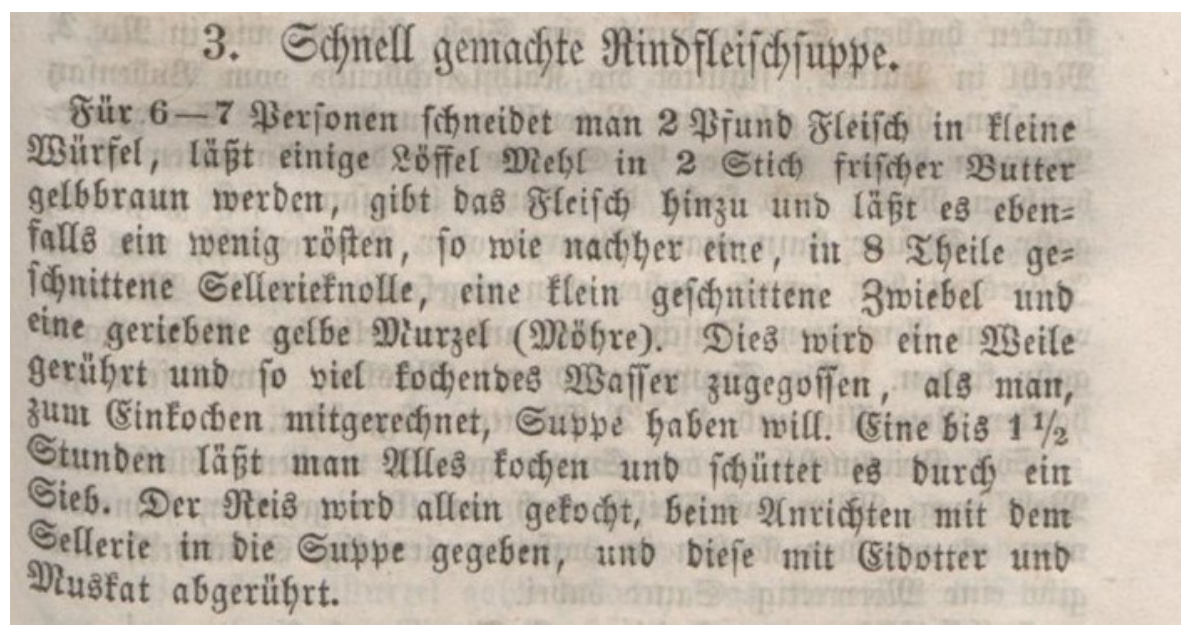 3. Schnell gemachte Rindfleischsuppe.
Für 6—7 Personen schneidet man 2 Pfund Fleisch in kleine
Würfel, läßt einige Löffel Mehl in 2 Stich frischer Butter
gelbbraun werden, gibt das Fleisch hinzu und läßt es eben-
falls ein wenig rösten, so wie nachher eine, in 8 Theile ge-
schnittene Sellerieknolle, eine klein geschnittene Zwiebel und
eine geriebene gelbe Wurzel (Möhre). Dies wird eine Weile
gerührt und so viel kochendes Wasser zugegossen, als man,
zum Einkochen mitgerechnet, Suppe haben will. Eine bis 1 1/2
Stunden läßt man Alles kochen und schüttet es durch ein
Sieb. Der Reis wird allein gekocht, beim Anrichten mit dem
Sellerie in die Suppe gegeben, und diese mit Eidotter und
Muskat abgerührt.